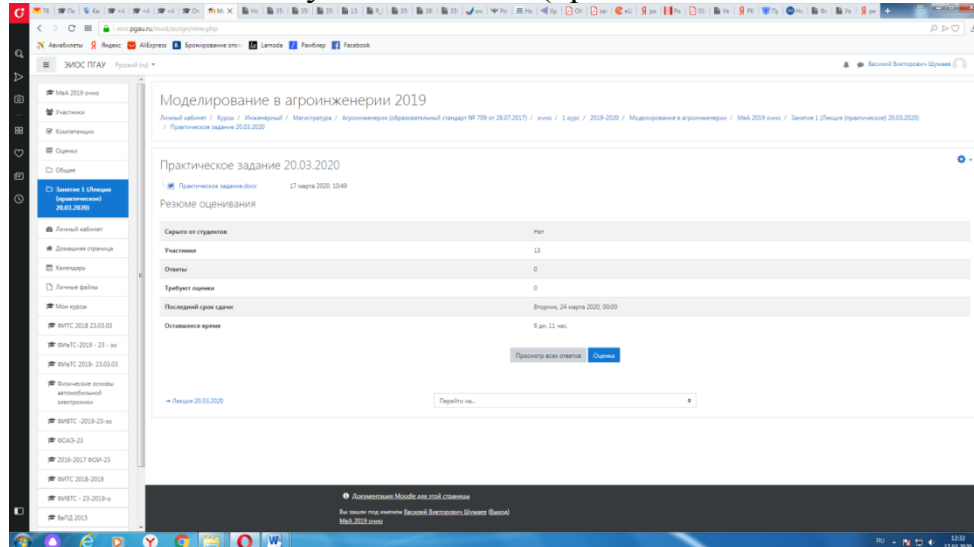 eios.pgau.ru/mod/assign/view.php
Авиабилеты
Яндекс
AliExpress
Lamoda
Рамблер
Facebook
ЭИОС ПГАУ
Русский (ru)
Василий Викторович Шумаев
МвА 2019 очно
Участники
Компетенции
Оценки
Общее
Занятие 1 (Лекция
(практическое)
20.03.2020)
Личный кабинет
Домашняя страница
Календарь
Личные файлы
Мои курсы
ФИТС 2018 23.03.03
ФИвТС-2019 - 23 - зо
ФИвТС 2018- 23.03.03
Физические основы
автомобильной
электроники
ФИВТС -2019-23-зо
ФОАЭ-23
2016-2017 ФОИ-23
ФИТС 2018-2019
ФИВТС - 23-2019-о
ВвПД 2015
Моделирование в агроинженерии 2019
Личный кабинет / Курсы / Инженерный / Магистратура / Агроинженерия (образовательный стандарт № 709 от 26.07.2017) / очно / 1 курс / 2019-2020 / Моделирование в агроинженерии / МвА 2019 очно / Занятие 1 (Лекция (практическое) 20.03.2020)
/ Практическое задание 20.03.2020
Практическое задание 20.03.2020
Практическое задание.docx 17 марта 2020, 10:49
Резюме оценивания
Скрыто от студентов Нет
Участники 13
Ответы 0
Требуют оценки 0
Последний срок сдачи Вторник, 24 марта 2020, 00:00
Оставшееся время 6 дн. 11 час.
Просмотр всех ответов Оценка
Лекция 20.03.2020
Перейти на...
Документация Moodle для этой страницы
Вы зашли под именем Василий Викторович Шумаев (Выход)
МвА 2019 очно
RU
12:32
17.03.2020